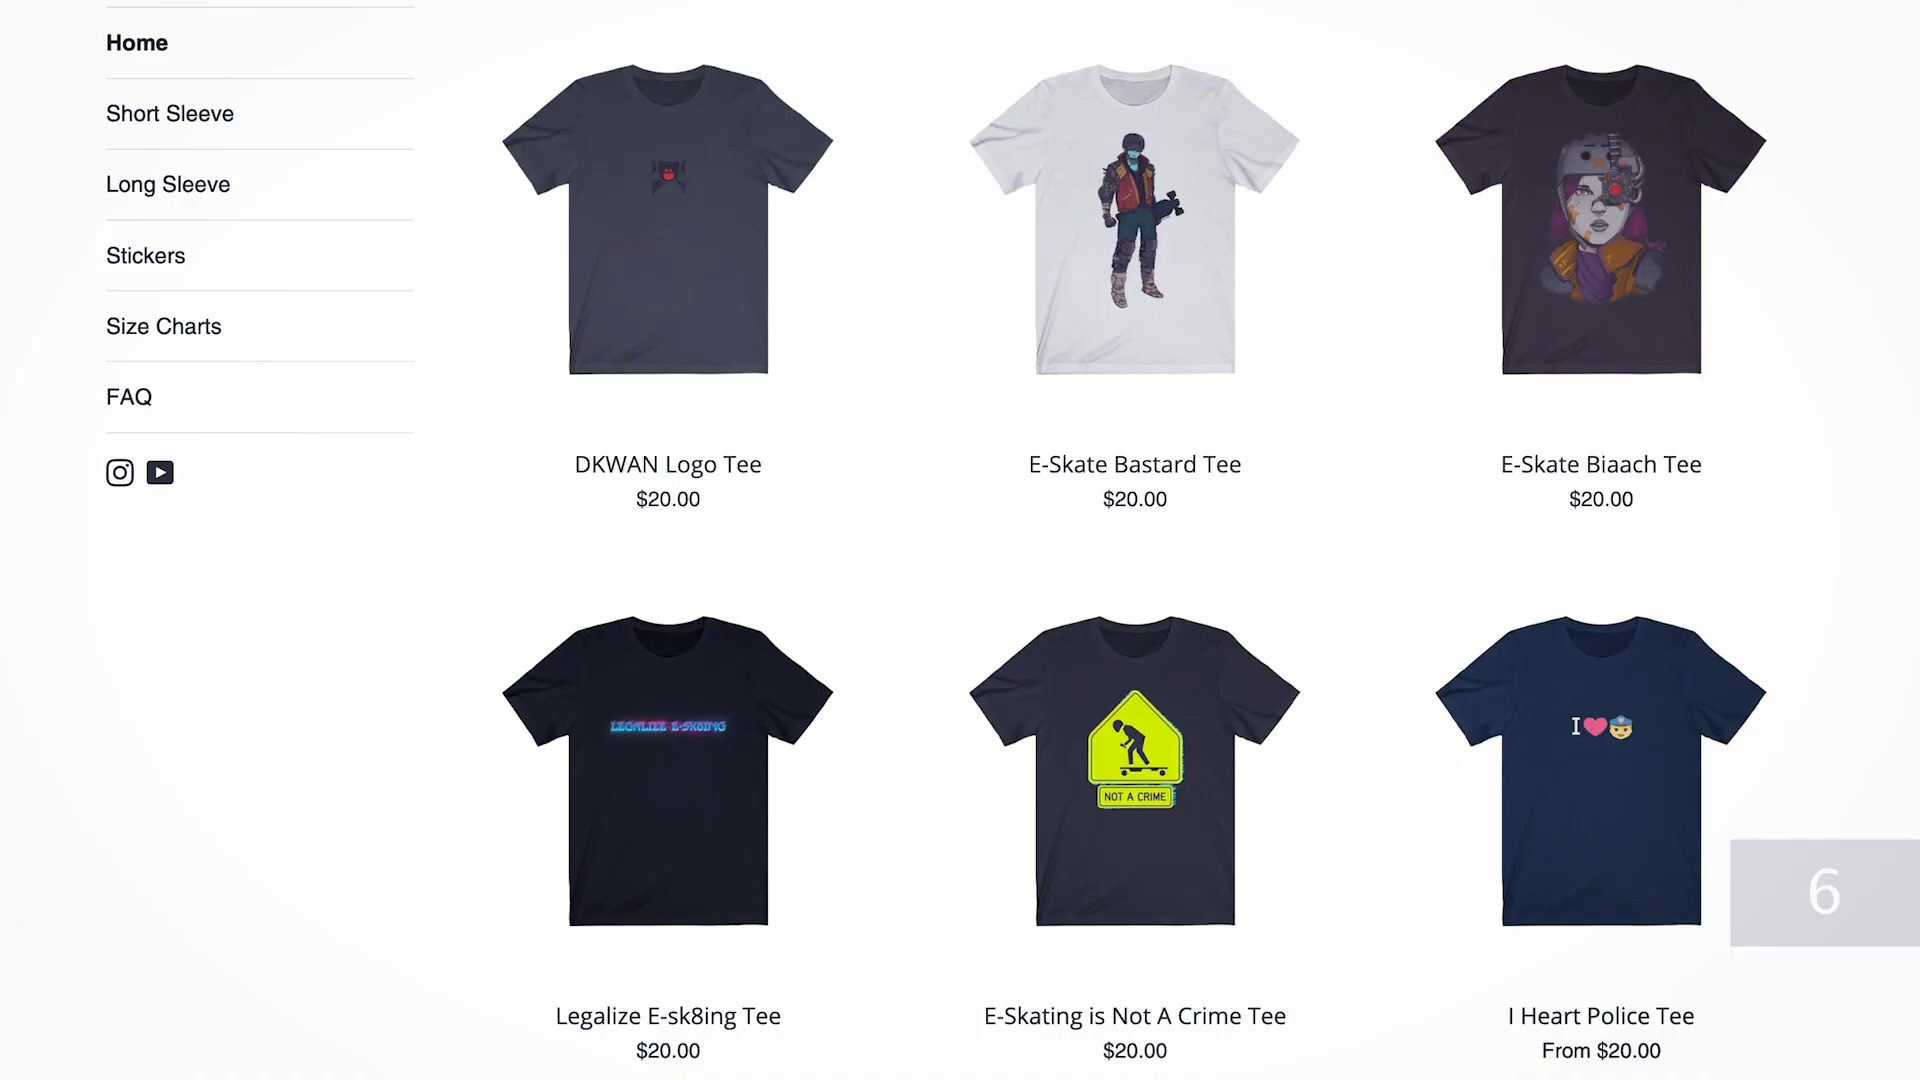 Home
Short Sleeve
Long Sleeve
Stickers
Size Charts
FAQ
DKWAN Logo Tee
$20.00
E-Skate Bastard Tee
$20.00
E-Skate Biaach Tee
$20.00
LEGALIZE E-SK8ING
NOT A CRIME
I
Legalize E-sk8ing Tee
$20.00
E-Skating is Not A Crime Tee
$20.00
I Heart Police Tee
From $20.00
6